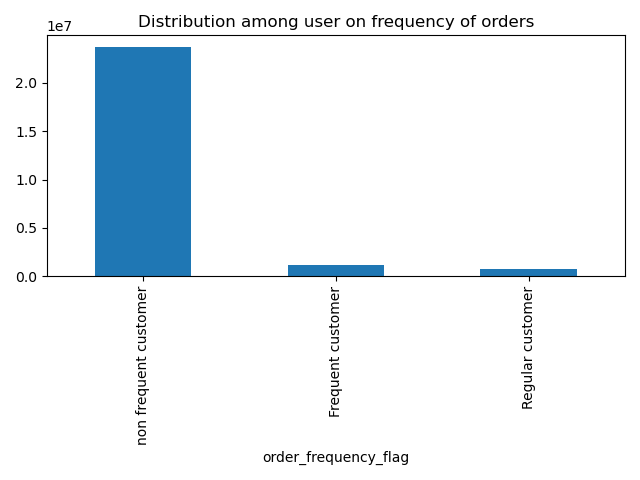 Distribution among user on frequency of orders
1e7
2.0
1.5
1.0
0.5
0.0
non frequent customer
Frequent customer
Regular customer
order_frequency_flag